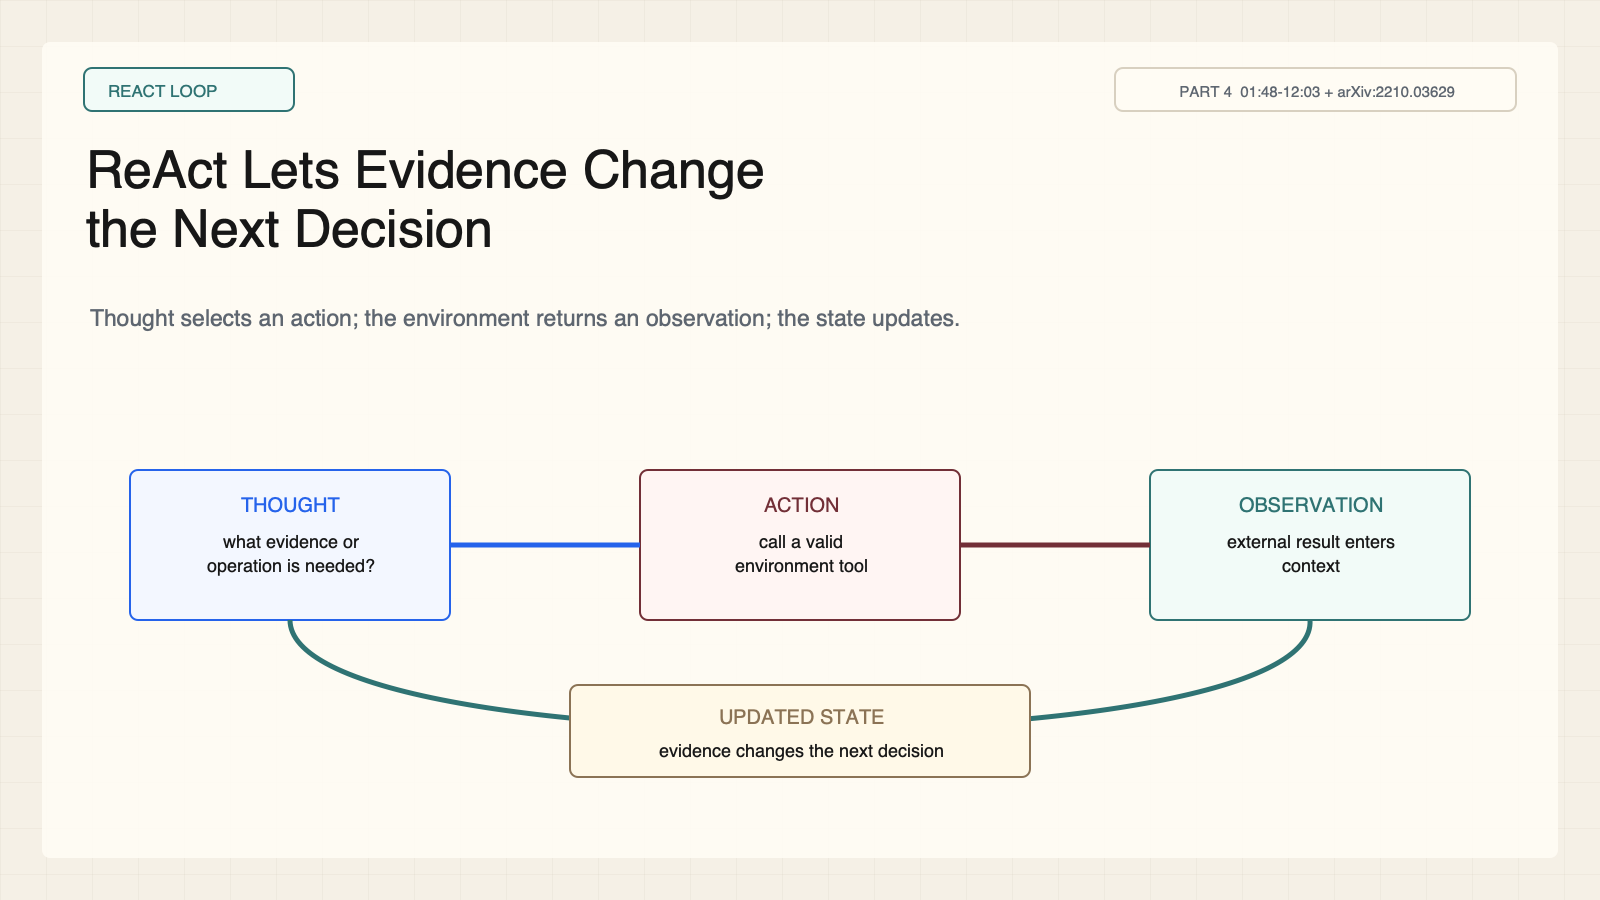 REACT LOOP
PART 4 01:48-12:03 + arXiv:2210.03629
ReAct Lets Evidence Change
the Next Decision
Thought selects an action; the environment returns an observation; the state updates.
THOUGHT
what evidence or
operation is needed?
ACTION
call a valid
environment tool
OBSERVATION
external result enters
context
UPDATED STATE
evidence changes the next decision